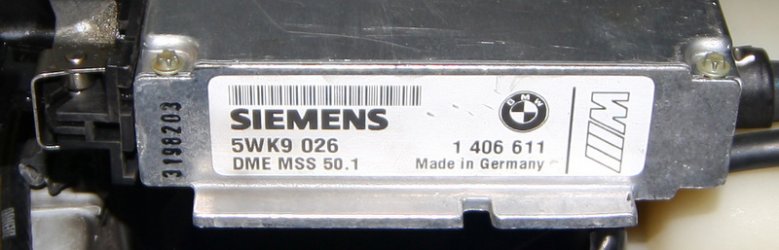 SIEMENS
5WK9 026
DME MSS 50.1
BMW
1 406 611
Made in Germany
3198203